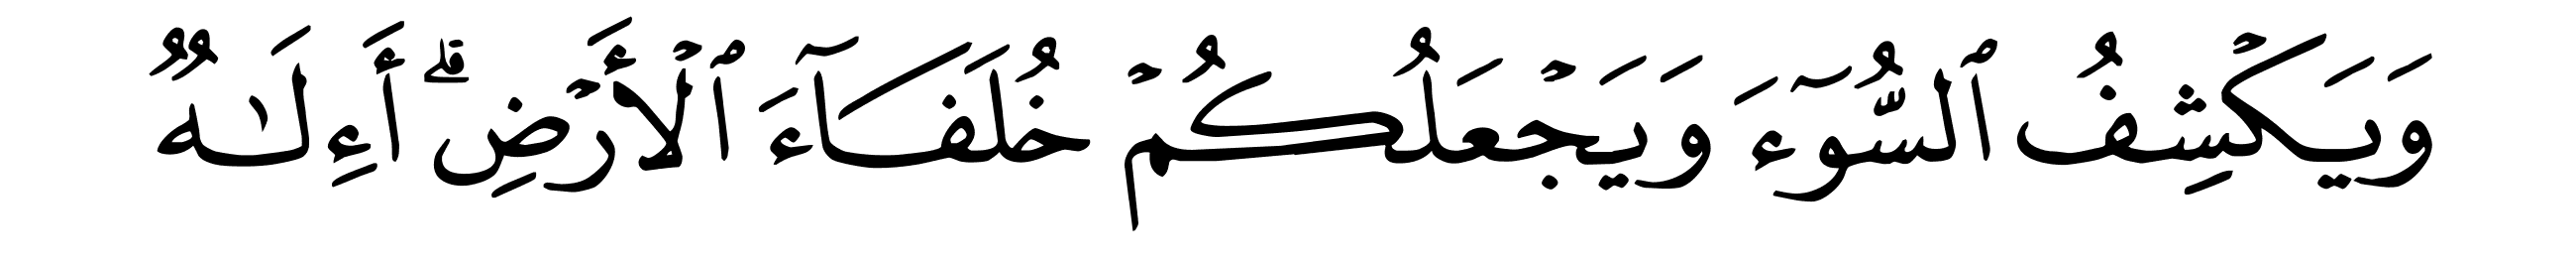 وَيَكْشِفُ ٱلسُّوٓءَ وَيَجْعَلُكُمْ خُلَفَآءَ ٱلْأَرْضِ ۗ أَءِلَـٰهٌ